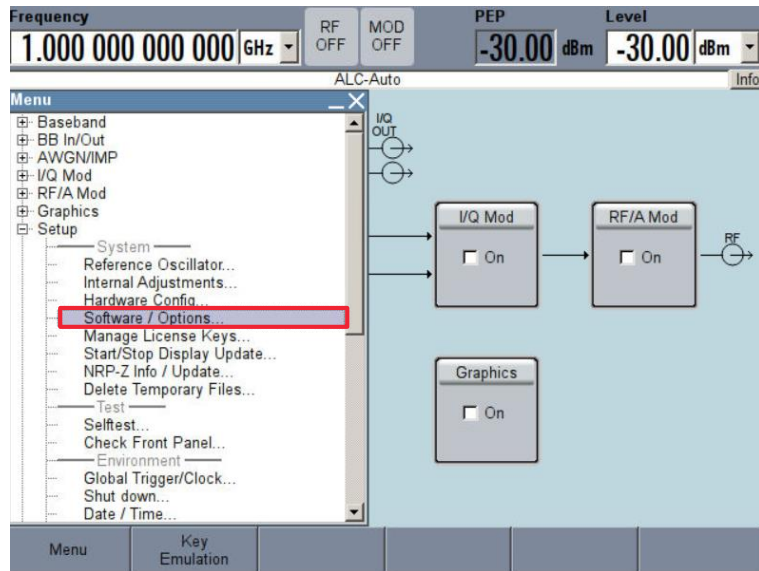 Frequency
RF OFF
MOD OFF
PEP
Level
1.000 000 000 000 GHz
-30.00 dBm
-30.00 dBm
ALC-Auto
Info
Menu
Baseband
BB In/Out
AWGN/IMP
I/Q Mod
RF/A Mod
Graphics
Setup
System
Reference Oscillator...
Internal Adjustments...
Hardware Config...
Software / Options...
Manage License Keys...
Start/Stop Display Update...
NRP-Z Info / Update...
Delete Temporary Files...
Test
Selftest...
Check Front Panel...
Environment
Global Trigger/Clock...
Shut down...
Date / Time...
I/Q
OUT
I/Q Mod
On
RF/A Mod
On
RF
Graphics
On
Menu
Key
Emulation